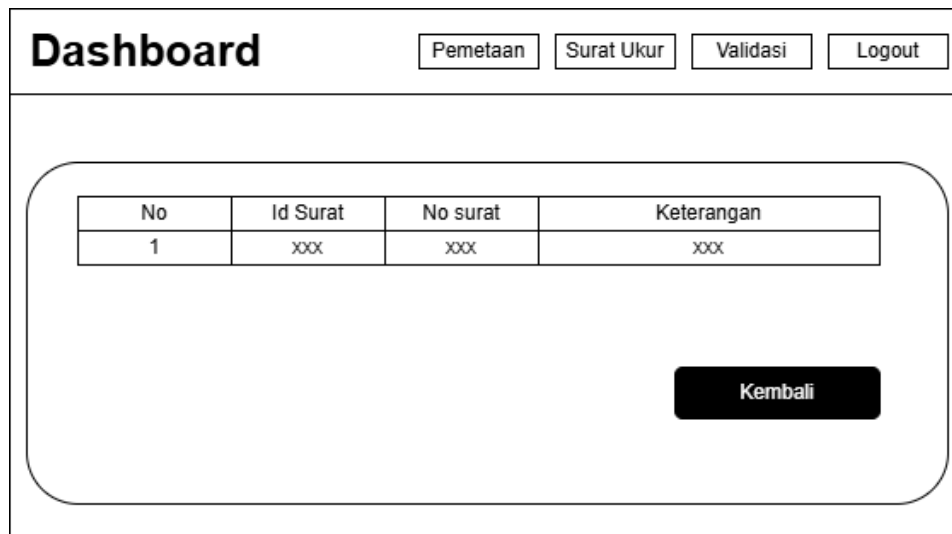 Dashboard Pemetaan Surat Ukur Validasi Logout
No Id Surat No surat Keterangan
1 xxx xxx xxx
Kembali